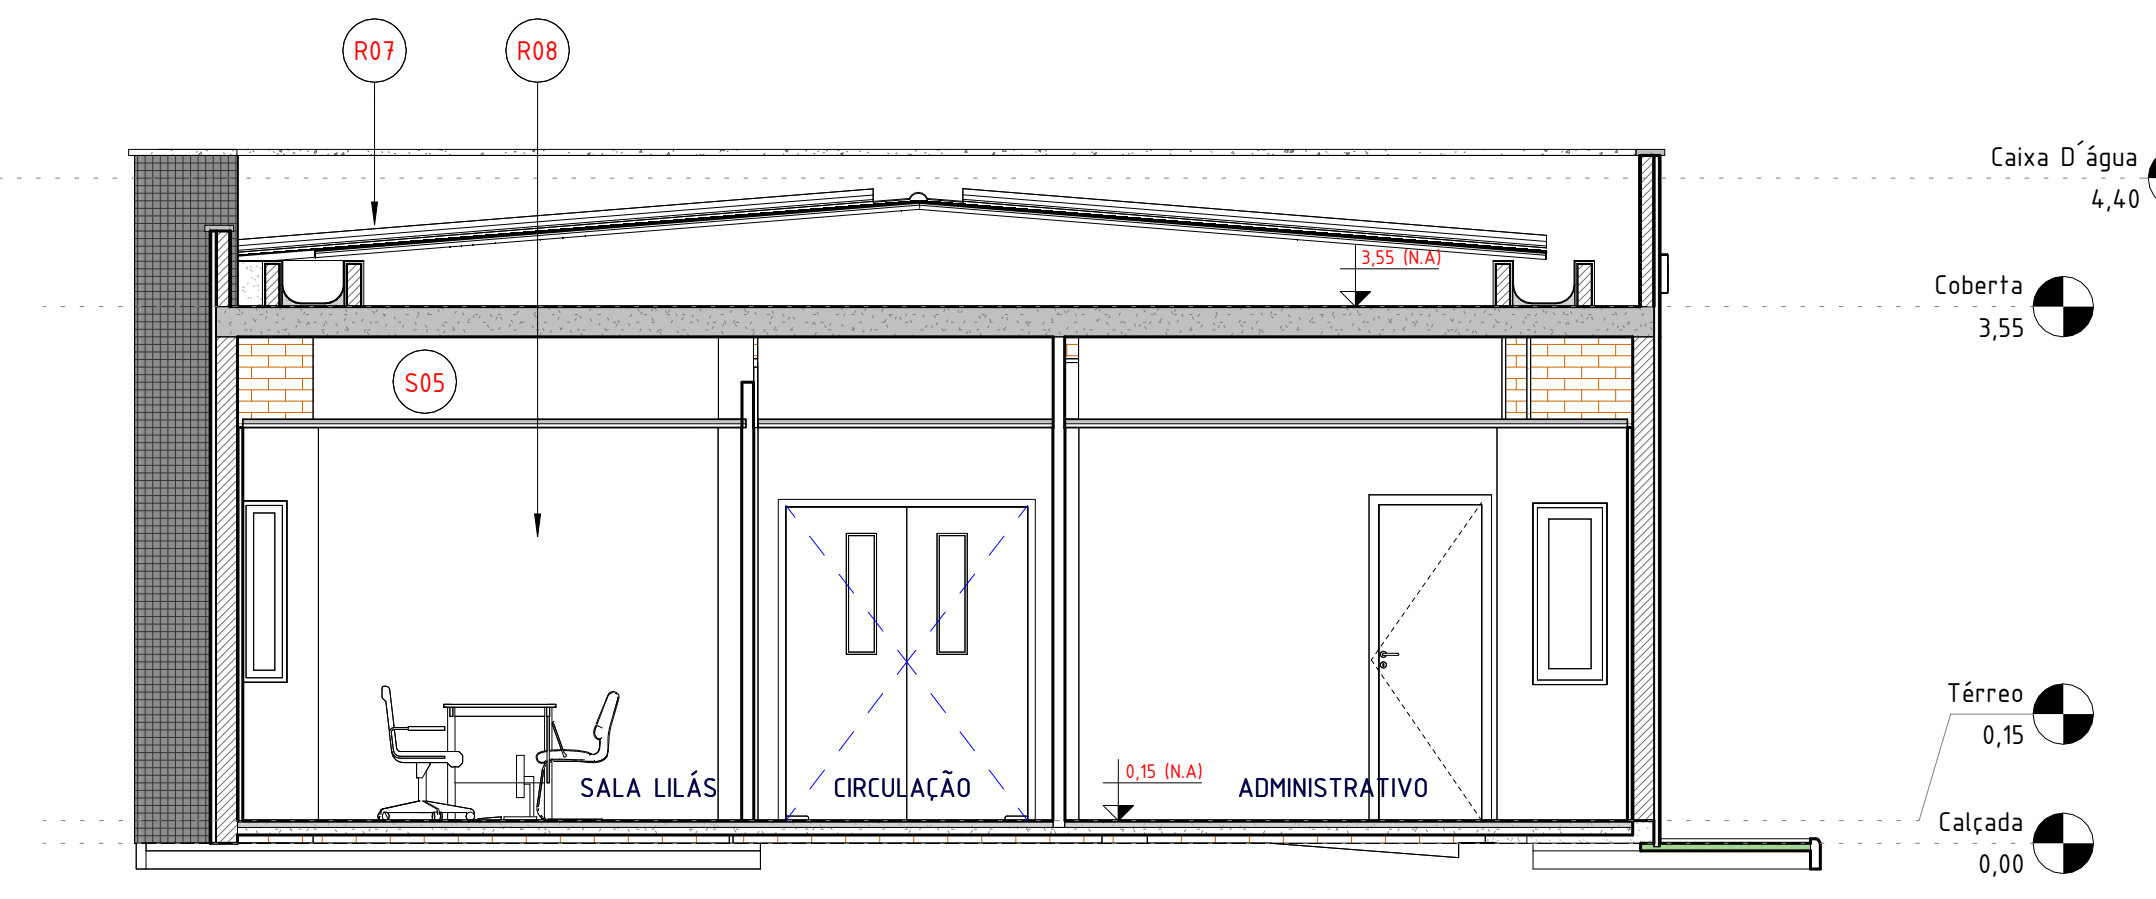 R07
R08
Caixa D´água
4,40
3,55 (N.A)
Coberta
3,55
S05
Térreo
0,15
0,15 (N.A)
SALA LILÁS
CIRCULAÇÃO
ADMINISTRATIVO
Calçada
0,00